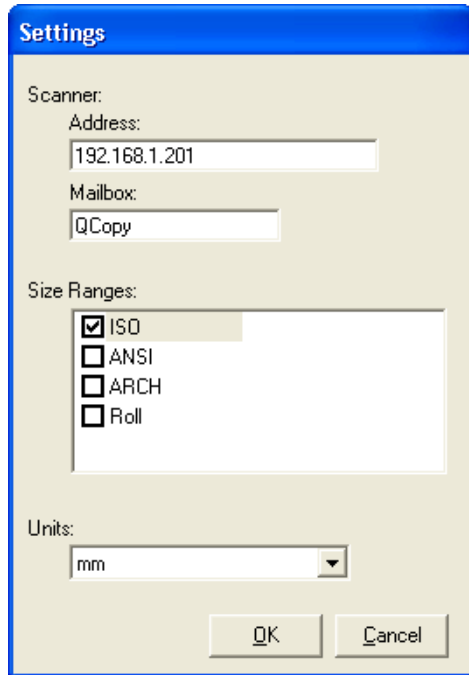 Settings
Scanner:
Address:
192.168.1.201
Mailbox:
QCopy
Size Ranges:
ISO
ANSI
ARCH
Roll
Units:
mm
OK
Cancel